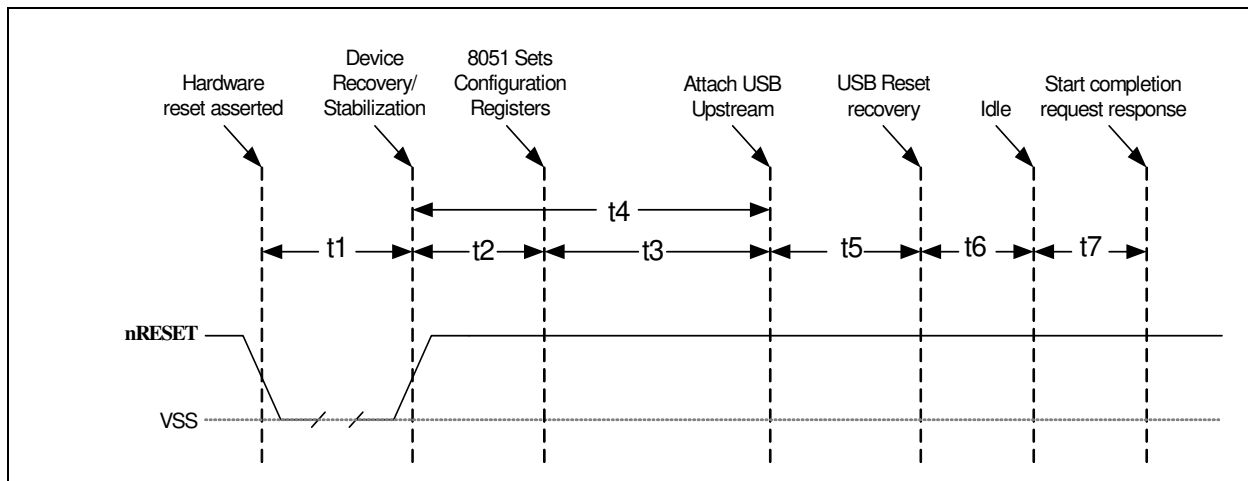 Hardware
reset asserted
Device
Recovery/
Stabilization
8051 Sets
Configuration
Registers
Attach USB
Upstream
USB Reset
recovery
Idle
Start completion
request response
t4
t1
t2
t3
t5
t6
t7
nRESET
VSS